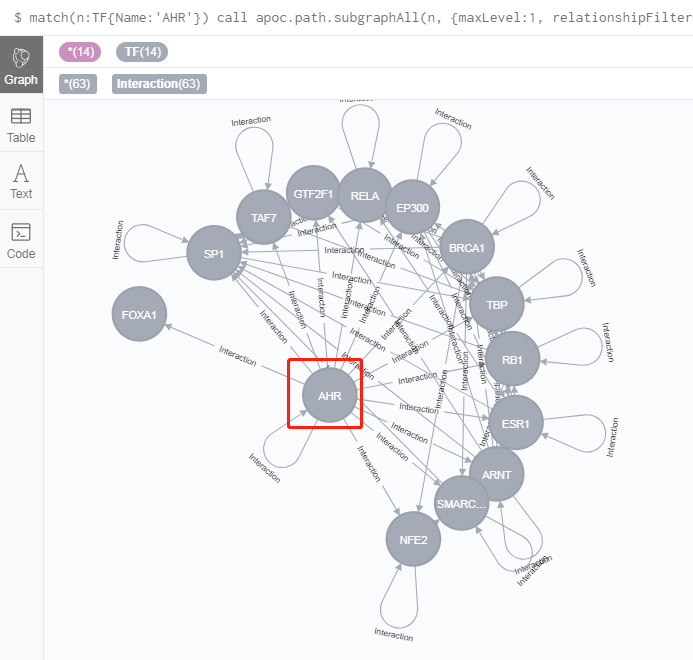 $ match(n:TF{Name:'AHR'}) call apoc.path.subgraphAll(n, {maxLevel:1, relationshipFilter
Graph
Table
Text
Code
*(14) TF(14)
*(63) Interaction(63)
Interaction
Interaction
Interaction
Interaction
GTF2F1
RELA
EP300
TAF7
BRCA1
SP1
Interaction
Interaction
Interaction
Interaction
Interaction
Interaction
TBP
FOXA1
Interaction
Interaction
Interaction
Interaction
RB1
Interaction
Interaction
AHR
Interaction
Interaction
ESR1
Interaction
Interaction
Interaction
Interaction
Interaction
ARNT
SMARC...
NFE2
Interaction
Interaction
Interaction